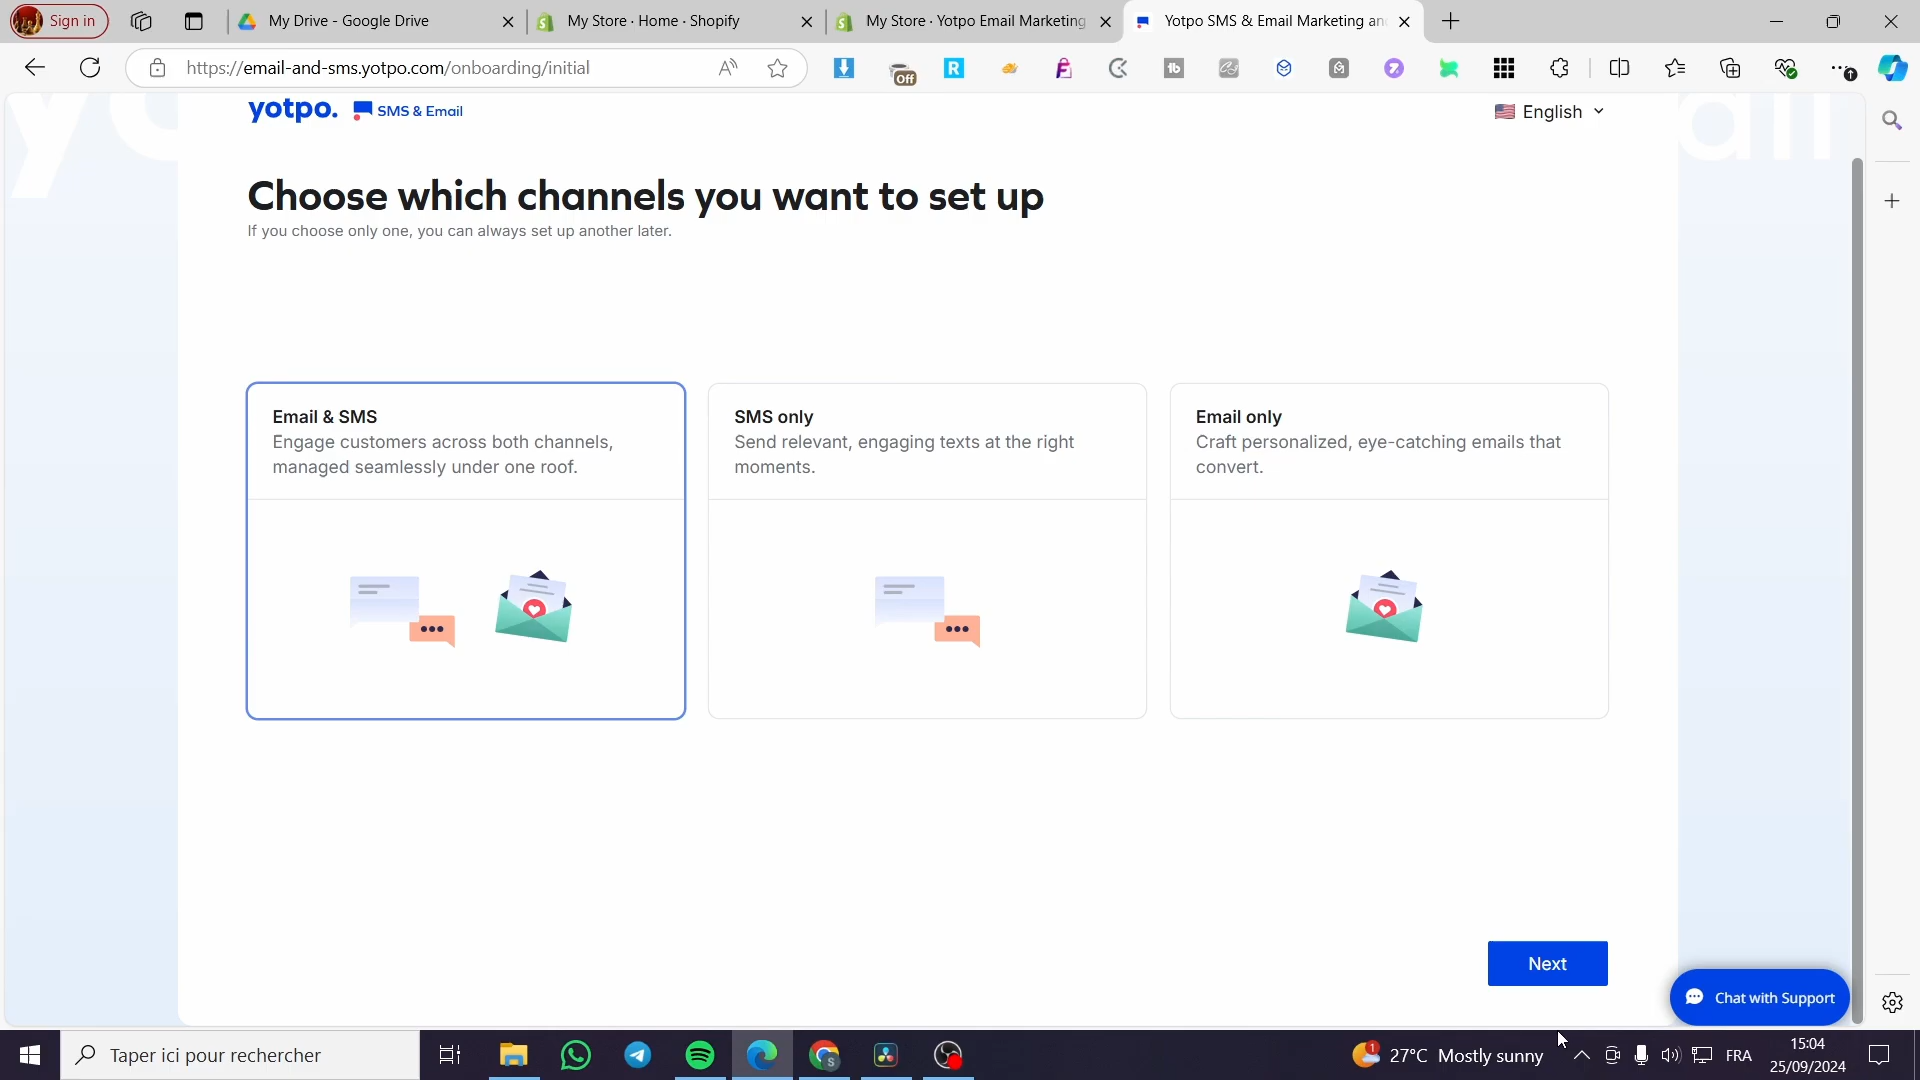 Sign in
My Drive - Google Drive
My Store · Home · Shopify
My Store · Yotpo Email Marketing
Yotpo SMS & Email Marketing an
https://email-and-sms.yotpo.com/onboarding/initial
Off
yotpo.
SMS & Email
English
Choose which channels you want to set up
If you choose only one, you can always set up another later.
Email & SMS
Engage customers across both channels,
managed seamlessly under one roof.
SMS only
Send relevant, engaging texts at the right
moments.
Email only
Craft personalized, eye-catching emails that
convert.
Next
Chat with Support
Taper ici pour rechercher
27°C Mostly sunny
FRA
15:04
25/09/2024